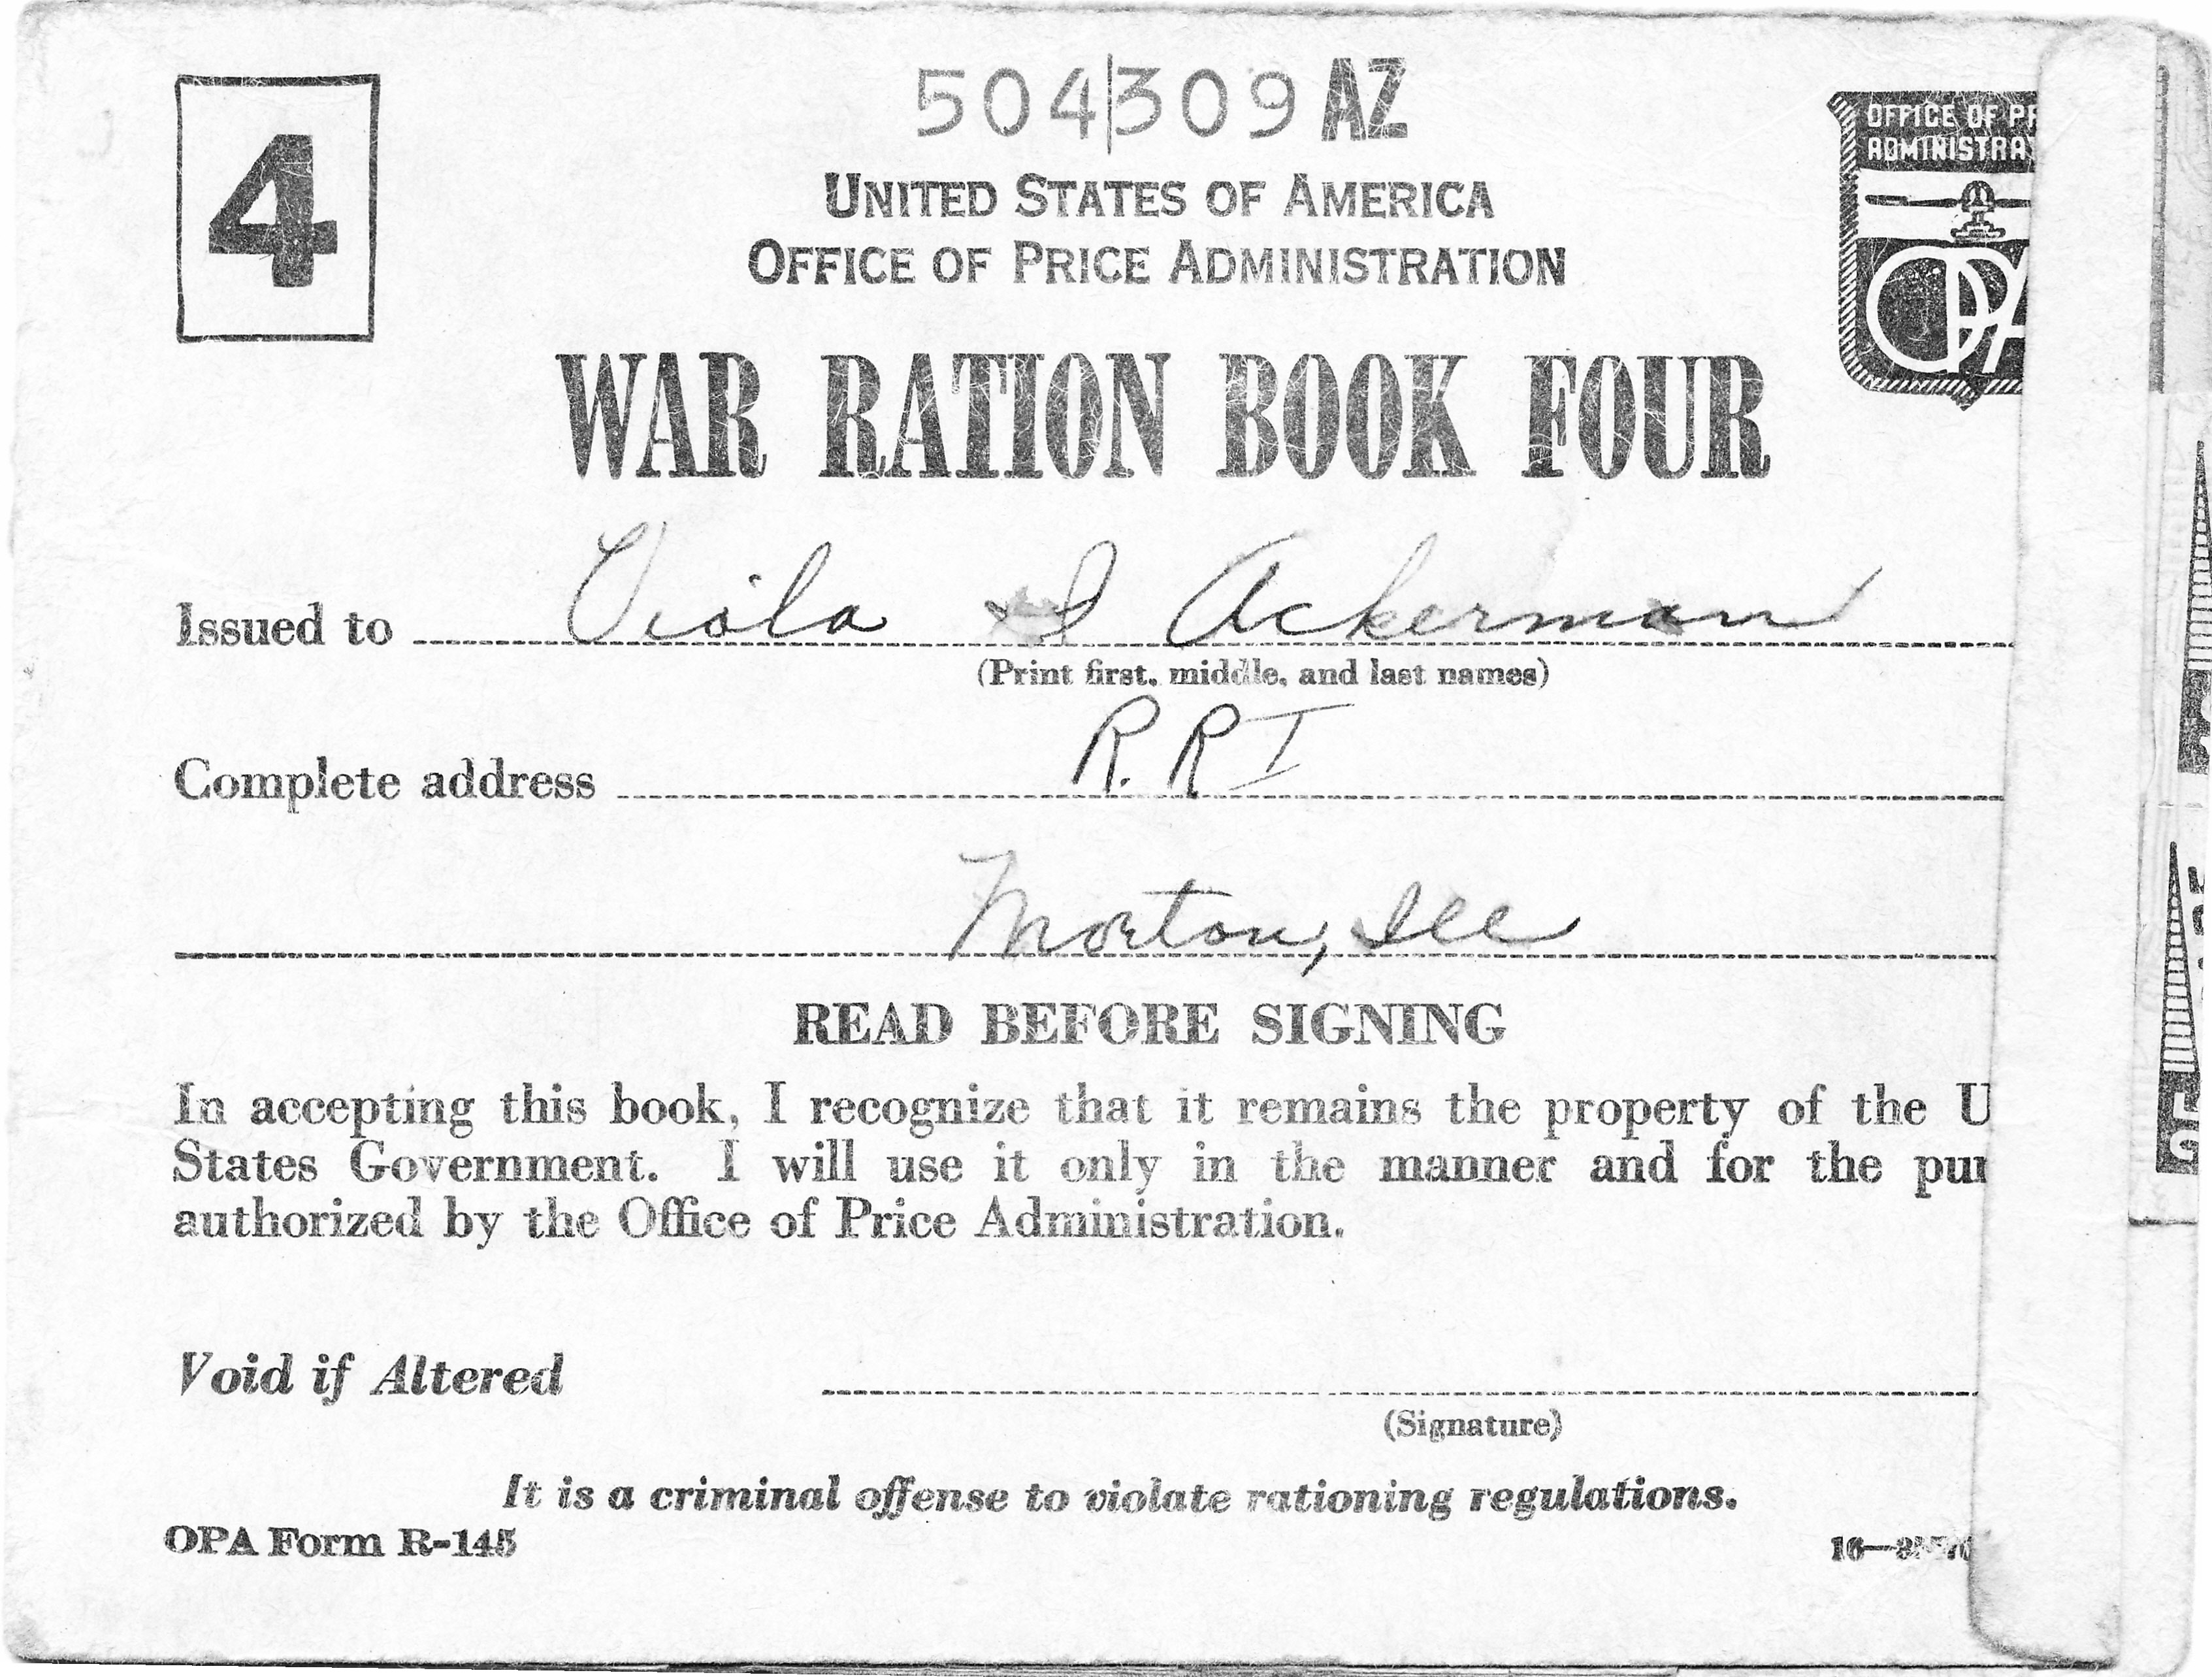 4
504309 AZ
OFFICE OF PR
ADMINISTRA
OPA
UNITED STATES OF AMERICA
OFFICE OF PRICE ADMINISTRATION
WAR RATION BOOK FOUR
Issued to Viola I Ackerman
(Print first, middle, and last names)
Complete address R. R I
Morton, Ill
READ BEFORE SIGNING
In accepting this book, I recognize that it remains the property of the U
States Government. I will use it only in the manner and for the pur
authorized by the Office of Price Administration.
Void if Altered
(Signature)
It is a criminal offense to violate rationing regulations.
OPA Form R-145
16—